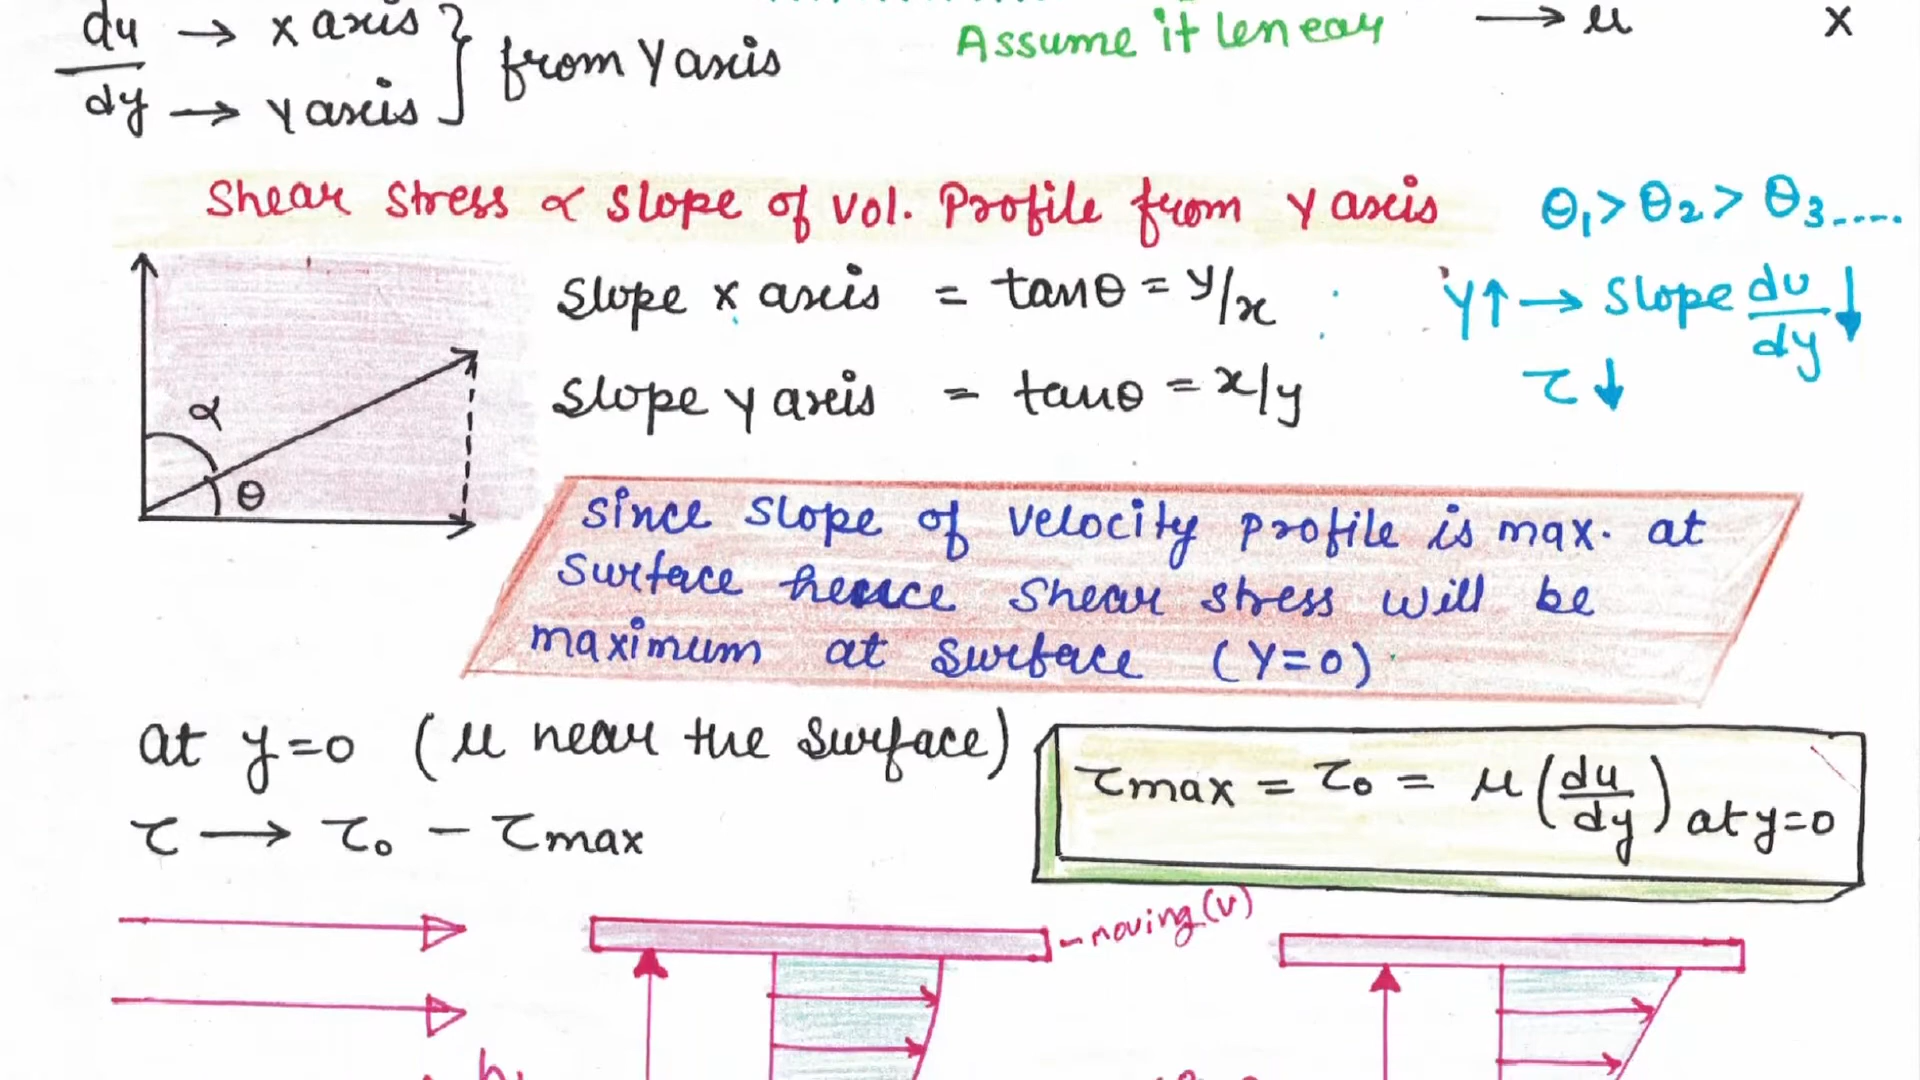 du → x axis
dy → y axis
from Y axis
Assume it lenear
→ u
X
Shear stress ∝ slope of vol. Profile from y axis
θ1 > θ2 > θ3.....
Slope x axis = tanθ = y/x
Y↑ → Slope du/dy ↓
Slope y axis = tanθ = x/y
τ ↓
α
θ
Since slope of velocity profile is max. at
surface hence shear stress will be
maximum at surface (Y=0)
at y=0 (u near the surface)
τmax = τ0 = μ (du/dy) at y=0
τ → τ0 - τmax
moving (v)